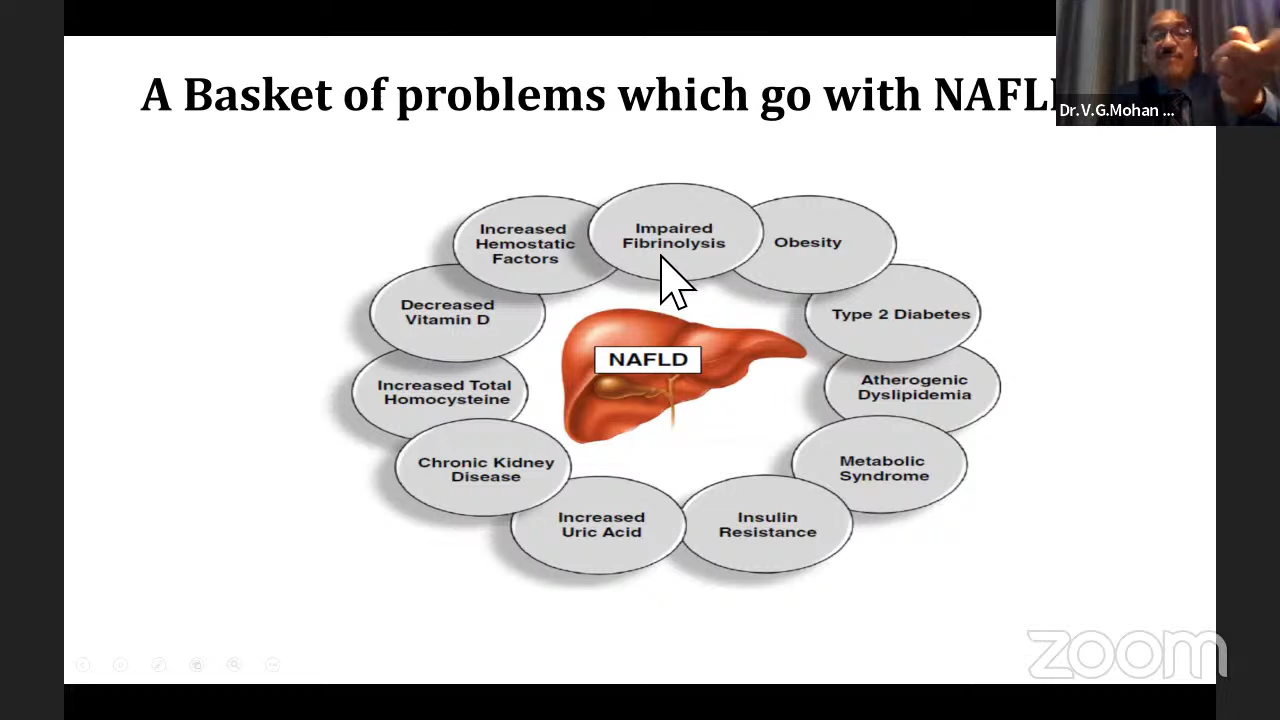 A Basket of problems which go with NAFL
Dr.V.G.Mohan ...
Impaired
Fibrinolysis
Obesity
Type 2 Diabetes
Atherogenic
Dyslipidemia
Metabolic
Syndrome
Insulin
Resistance
Increased
Uric Acid
Chronic Kidney
Disease
Increased Total
Homocysteine
Decreased
Vitamin D
Increased
Hemostatic
Factors
NAFLD
zoom